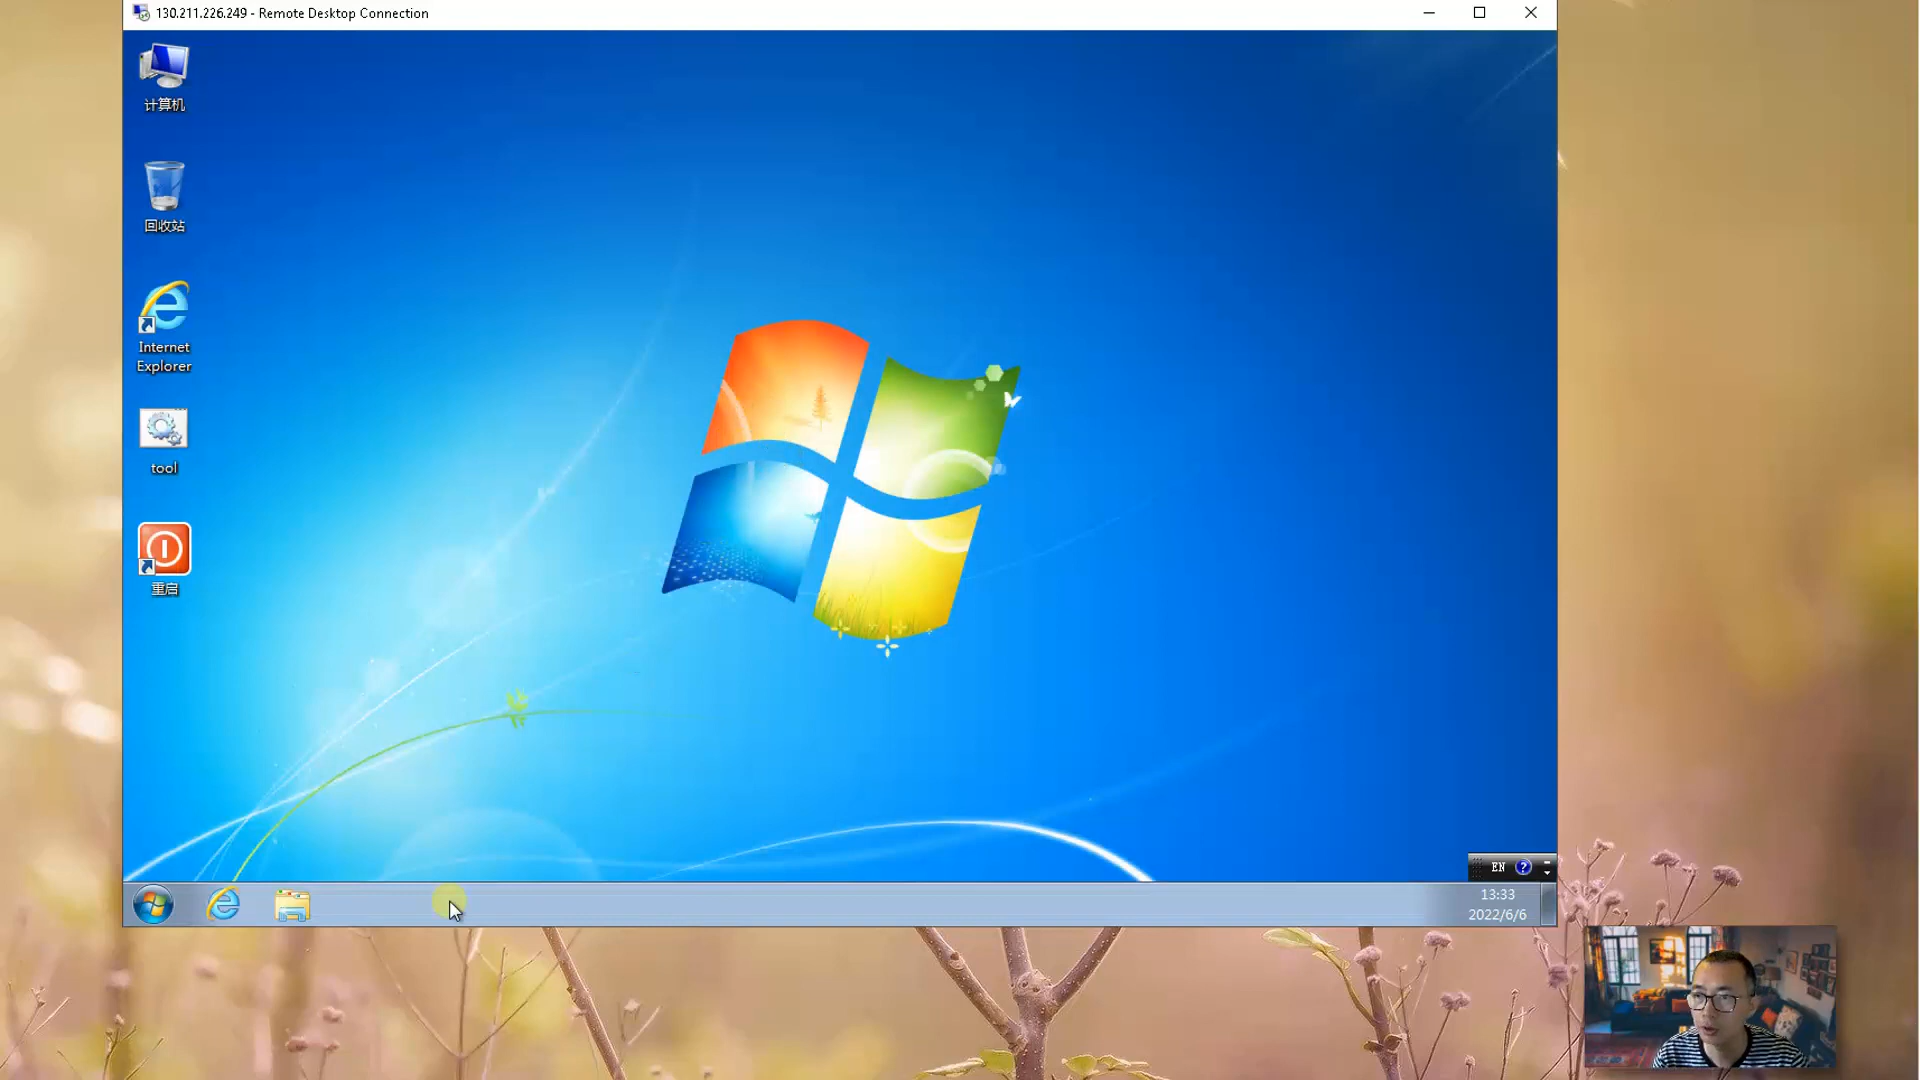 130.211.226.249 - Remote Desktop Connection
计算机
回收站
Internet
Explorer
tool
重启
EN
?
13:33
2022/6/6